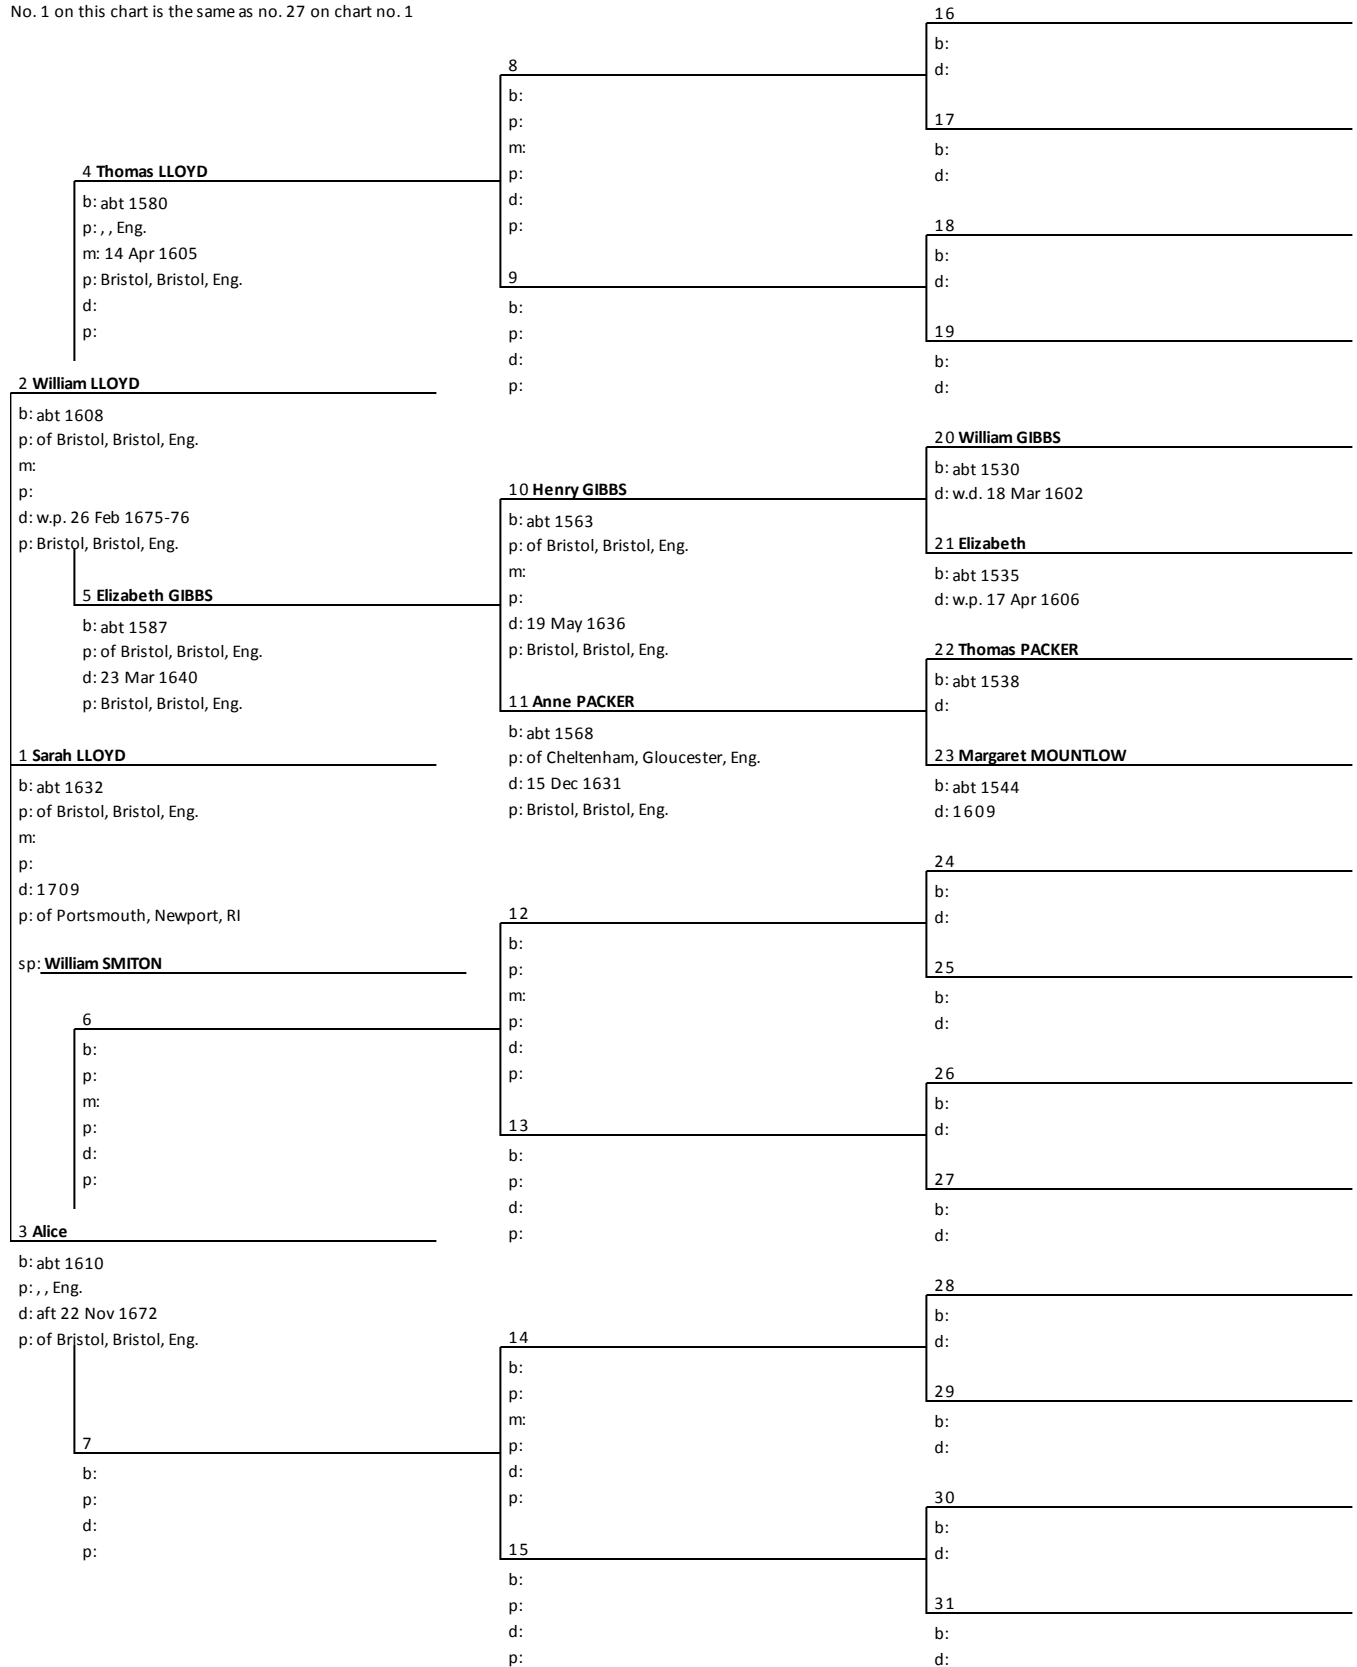 No. 1 on this chart is the same as no. 27 on chart no. 1
4 Thomas LLOYD
b: abt 1580
p: , , Eng.
m: 14 Apr 1605
p: Bristol, Bristol, Eng.
d:
p:
2 William LLOYD
b: abt 1608
p: of Bristol, Bristol, Eng.
m:
p:
d: w.p. 26 Feb 1675-76
p: Bristol, Bristol, Eng.
5 Elizabeth GIBBS
b: abt 1587
p: of Bristol, Bristol, Eng.
d: 23 Mar 1640
p: Bristol, Bristol, Eng.
1 Sarah LLOYD
b: abt 1632
p: of Bristol, Bristol, Eng.
m:
p:
d: 1709
p: of Portsmouth, Newport, RI
sp: William SMITON
6
b:
p:
m:
p:
d:
p:
3 Alice
b: abt 1610
p: , , Eng.
d: aft 22 Nov 1672
p: of Bristol, Bristol, Eng.
7
b:
p:
d:
p:
8
b:
p:
m:
p:
d:
p:
9
b:
p:
d:
p:
10 Henry GIBBS
b: abt 1563
p: of Bristol, Bristol, Eng.
m:
p:
d: 19 May 1636
p: Bristol, Bristol, Eng.
11 Anne PACKER
b: abt 1568
p: of Cheltenham, Gloucester, Eng.
d: 15 Dec 1631
p: Bristol, Bristol, Eng.
12
b:
p:
m:
p:
d:
p:
13
b:
p:
d:
p:
14
b:
p:
m:
p:
d:
p:
15
b:
p:
d:
p:
16
b:
d:
17
b:
d:
18
b:
d:
19
b:
d:
20 William GIBBS
b: abt 1530
d: w.d. 18 Mar 1602
21 Elizabeth
b: abt 1535
d: w.p. 17 Apr 1606
22 Thomas PACKER
b: abt 1538
d:
23 Margaret MOUNTLOW
b: abt 1544
d: 1609
24
b:
d:
25
b:
d:
26
b:
d:
27
b:
d:
28
b:
d:
29
b:
d:
30
b:
d:
31
b:
d: